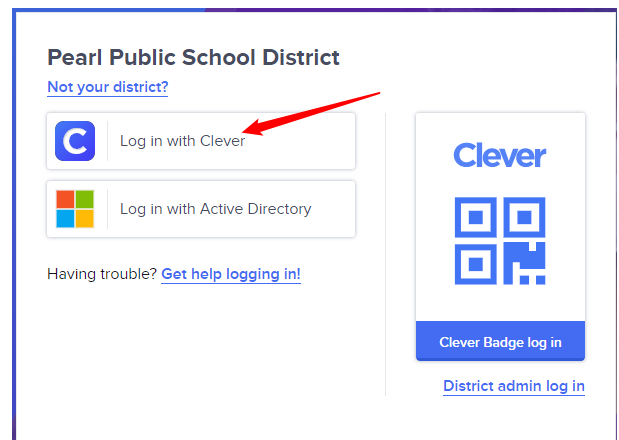 Pearl Public School District
Not your district?
Log in with Clever
Log in with Active Directory
Having trouble? Get help logging in!
Clever
Clever Badge log in
District admin log in